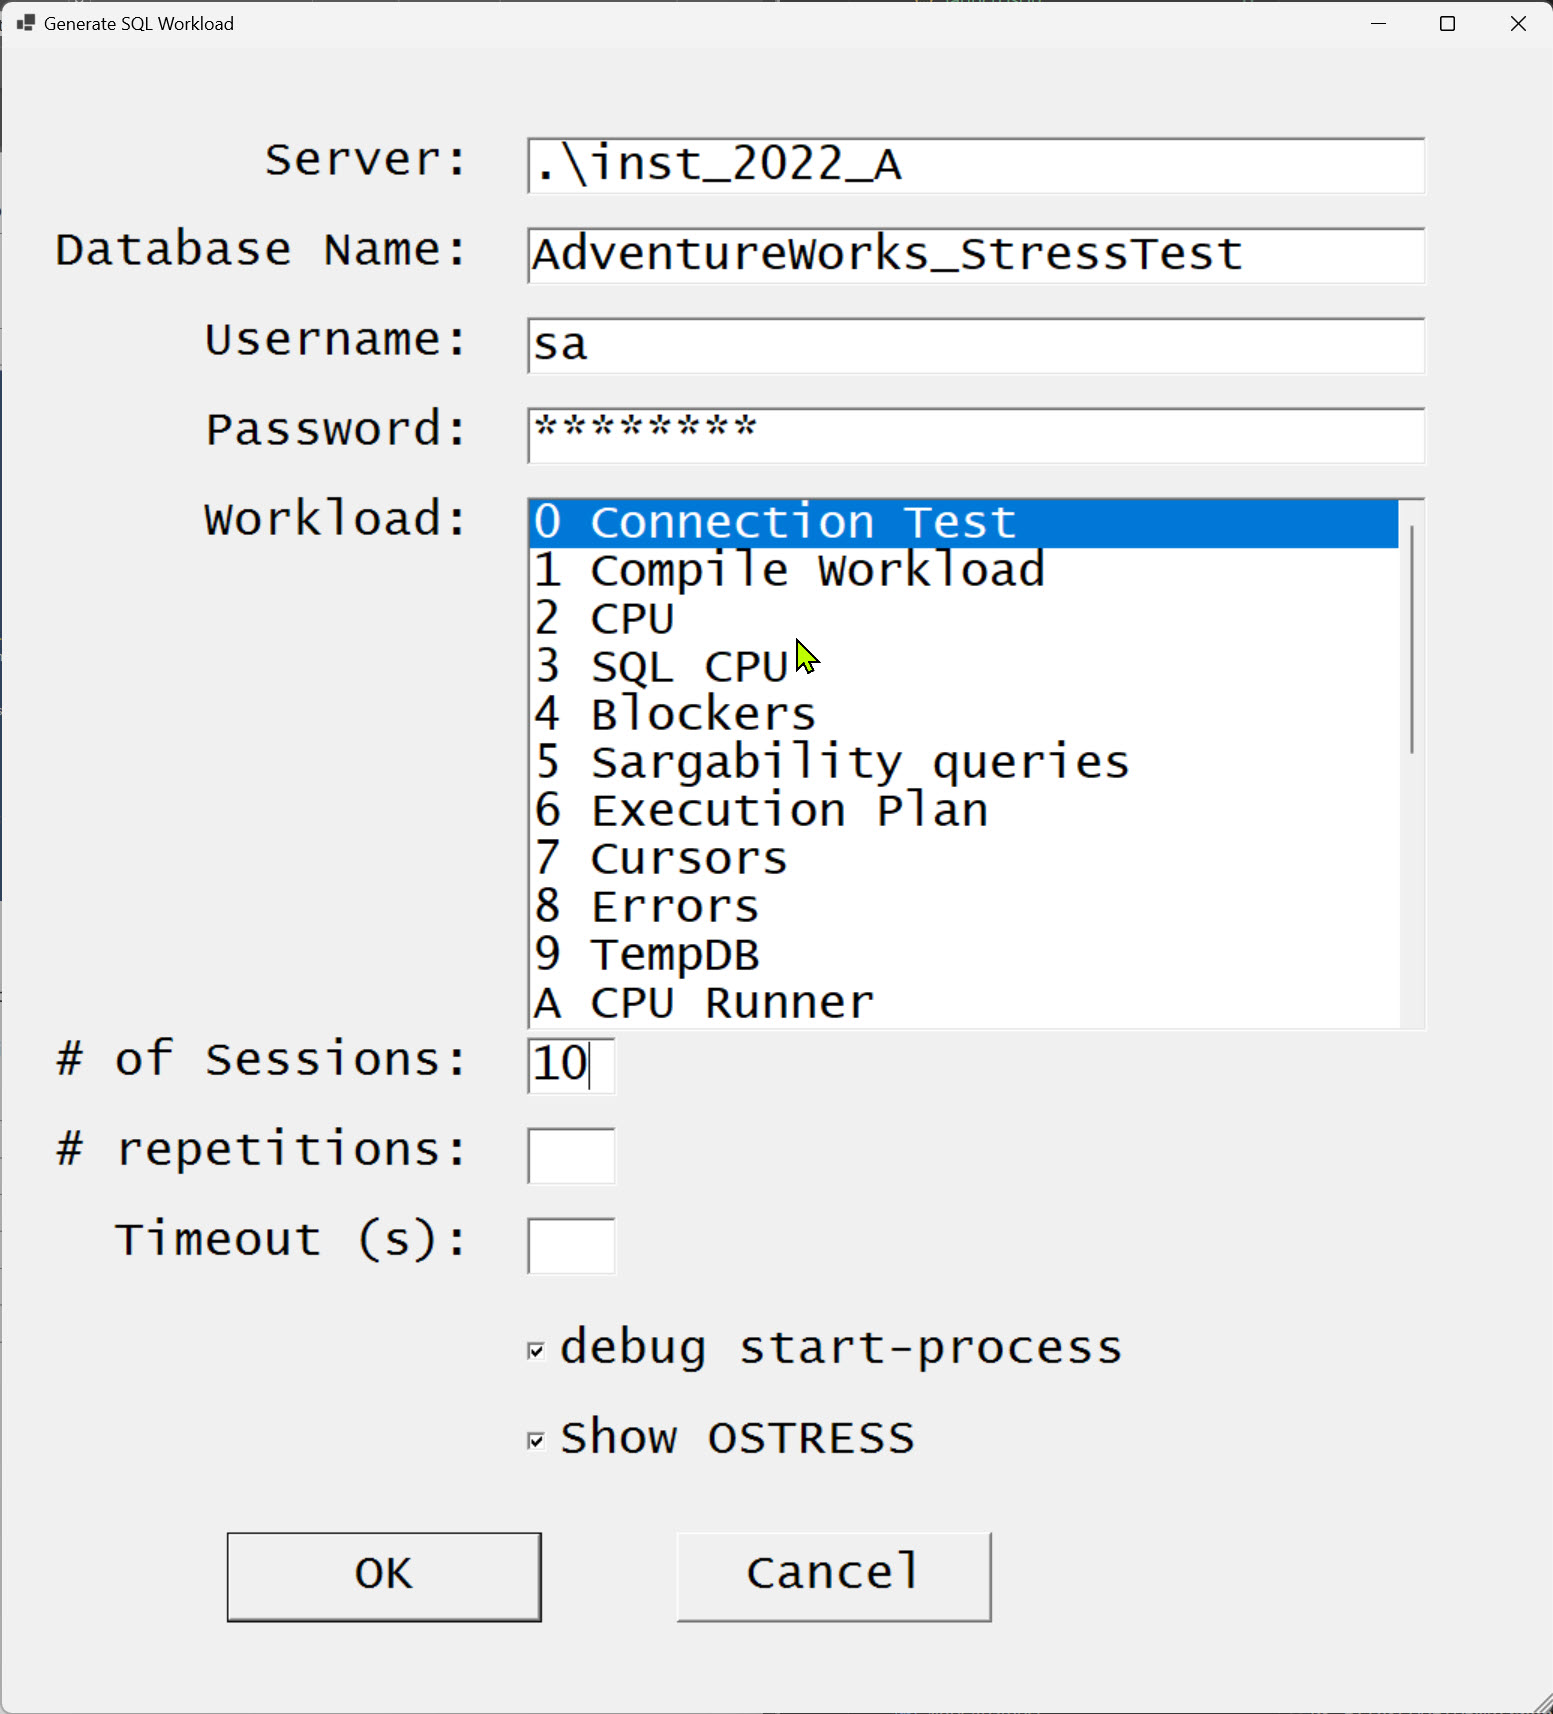 Generate SQL Workload
Server: .\inst_2022_A
Database Name: AdventureWorks_StressTest
Username: sa
Password: ********
Workload: 0 Connection Test
1 Compile Workload
2 CPU
3 SQL CPU
4 Blockers
5 Sargability queries
6 Execution Plan
7 Cursors
8 Errors
9 TempDB
A CPU Runner
# of Sessions: 10
# repetitions:
Timeout (s):
debug start-process
Show OSTRESS
OK Cancel